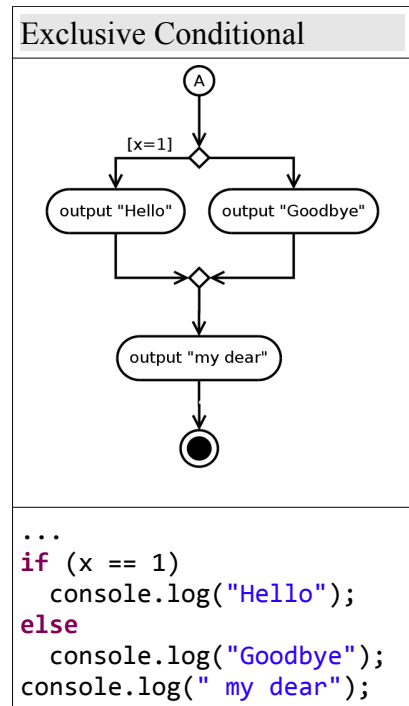 Exclusive Conditional
A
[x=1]
output "Hello"
output "Goodbye"
output "my dear"
...
if (x == 1)
console.log("Hello");
else
console.log("Goodbye");
console.log(" my dear");